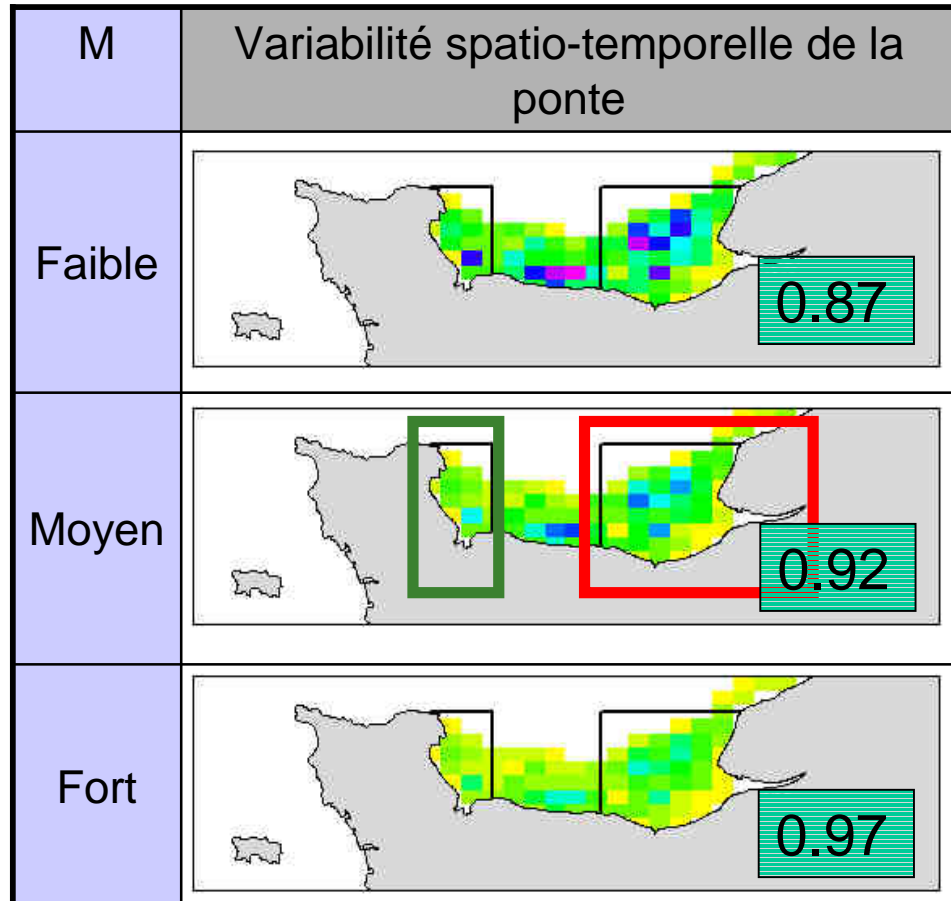 M
Variabilité spatio-temporelle de la
ponte
Faible
0.87
Moyen
0.92
Fort
0.97